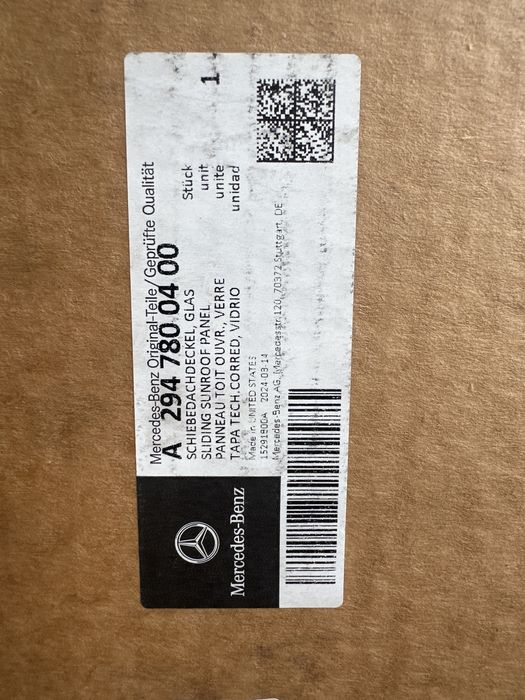 Mercedes-Benz Original-Teile/Geprüfte Qualität
A 294 780 04 00
SCHIEBEDACHDECKEL, GLAS
SLIDING SUNROOF PANEL
PANNEAU TOIT OUVR., VERRE
TAPA TECH.CORRED, VIDRIO
Stück
unit
unité
unidad
1
Made in UNITED STATES
15291800A 2024-03-14
Mercedes-Benz AG, Mercedesstr.120, 70372 Stuttgart, DE
Mercedes-Benz